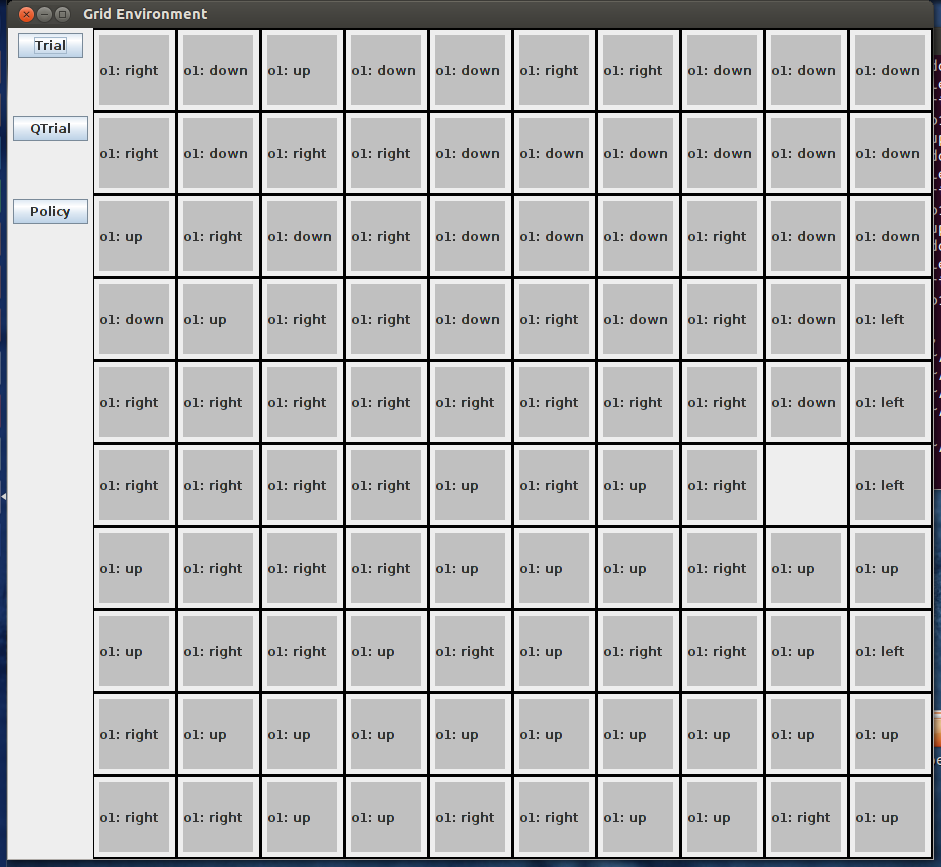 Grid Environment
Trial
o1: right o1: down o1: up o1: down o1: down o1: right o1: right o1: down o1: down o1: down
QTrial
o1: right o1: down o1: right o1: right o1: down o1: down o1: down o1: down o1: down o1: down
Policy
o1: up o1: right o1: down o1: down o1: down o1: down o1: down o1: right o1: down o1: down
o1: down o1: up o1: right o1: right o1: down o1: right o1: down o1: right o1: down o1: left
o1: right o1: right o1: right o1: right o1: right o1: right o1: right o1: right o1: down o1: left
o1: right o1: right o1: right o1: right o1: up o1: right o1: up o1: right o1: left
o1: up o1: right o1: right o1: right o1: up o1: up o1: up o1: right o1: up o1: up
o1: up o1: right o1: right o1: up o1: right o1: up o1: right o1: right o1: up o1: left
o1: right o1: up o1: up o1: up o1: up o1: up o1: up o1: up o1: up o1: up
o1: right o1: right o1: up o1: up o1: right o1: right o1: up o1: up o1: right o1: up